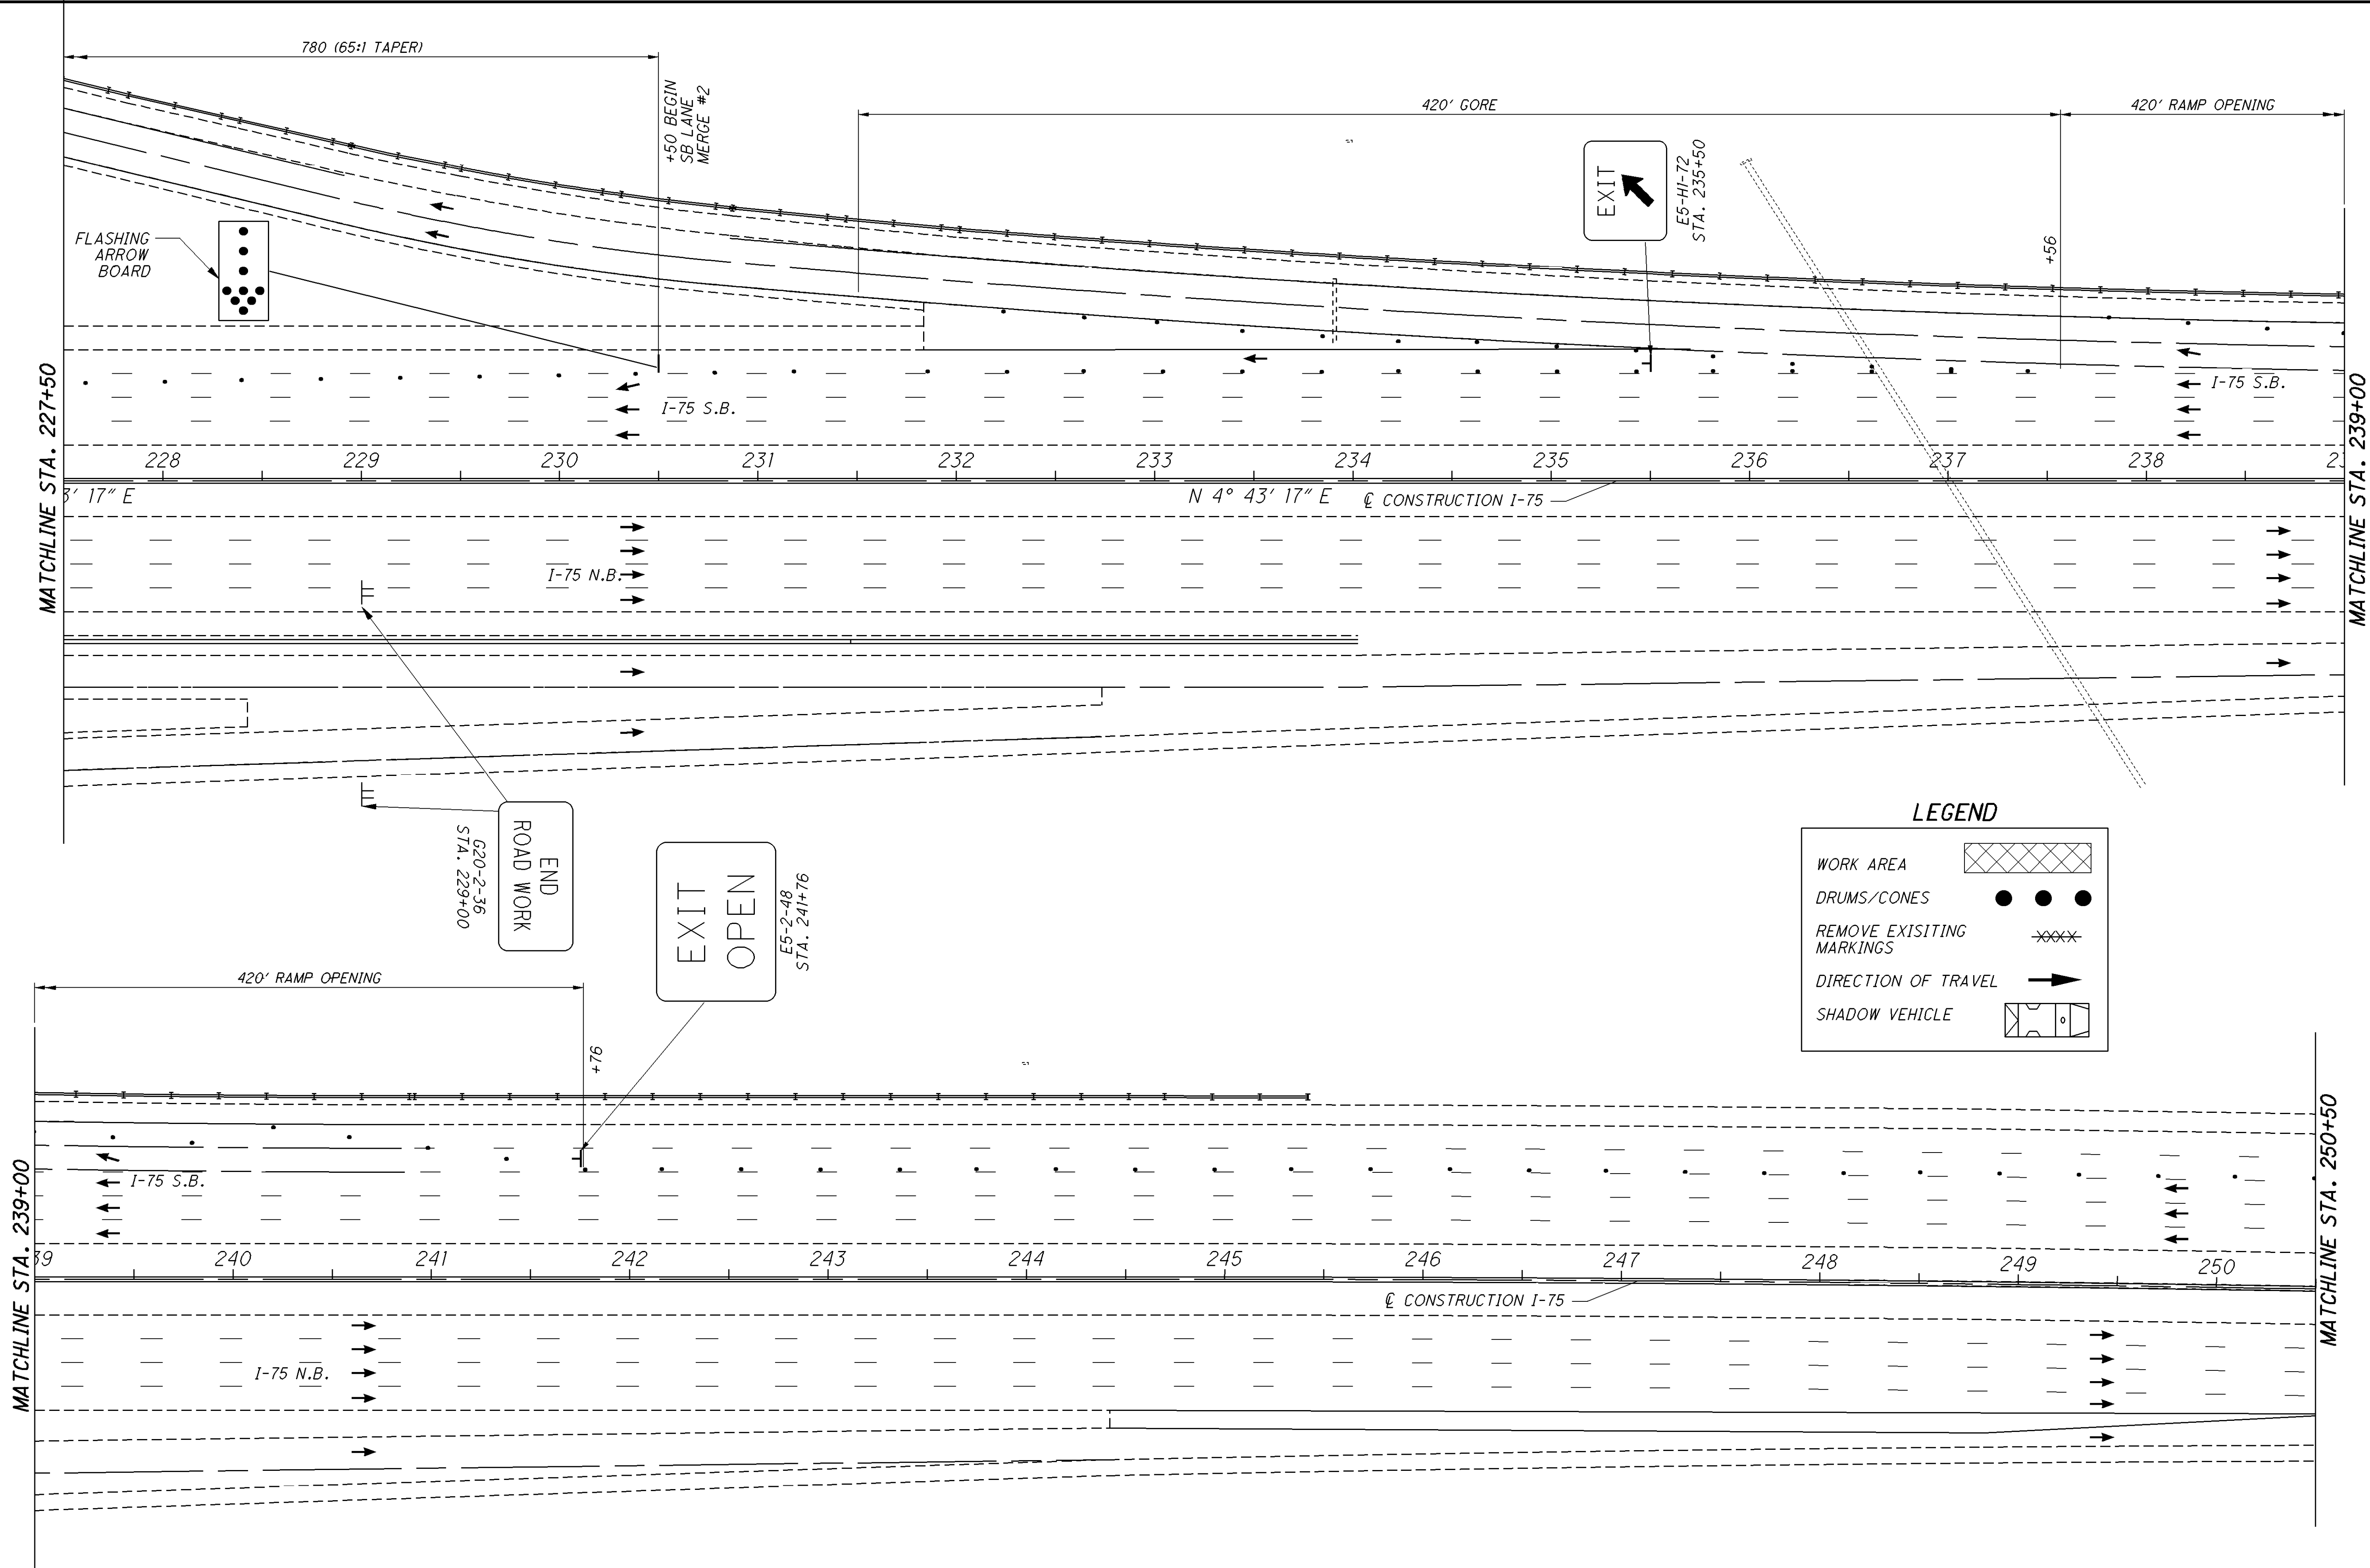 780 (65:1 TAPER)
+50 BEGIN
SB LANE
MERGE #2
420' GORE
420' RAMP OPENING
EXIT
E5-H1-72
STA. 235+50
+56
FLASHING
ARROW
BOARD
MATCHLINE STA. 227+50
I-75 S.B.
I-75 S.B.
MATCHLINE STA. 239+00
228 229 230 231 232 233 234 235 236 237 238 23
3' 17" E
N 4° 43' 17" E
℄ CONSTRUCTION I-75
I-75 N.B.
END
ROAD WORK
G20-2-36
STA. 229+00
EXIT
OPEN
E5-2-48
STA. 241+76
LEGEND
WORK AREA
DRUMS/CONES
REMOVE EXISITING
MARKINGS
XXXX
DIRECTION OF TRAVEL
SHADOW VEHICLE
420' RAMP OPENING
+76
MATCHLINE STA. 239+00
I-75 S.B.
MATCHLINE STA. 250+50
39 240 241 242 243 244 245 246 247 248 249 250
℄ CONSTRUCTION I-75
I-75 N.B.